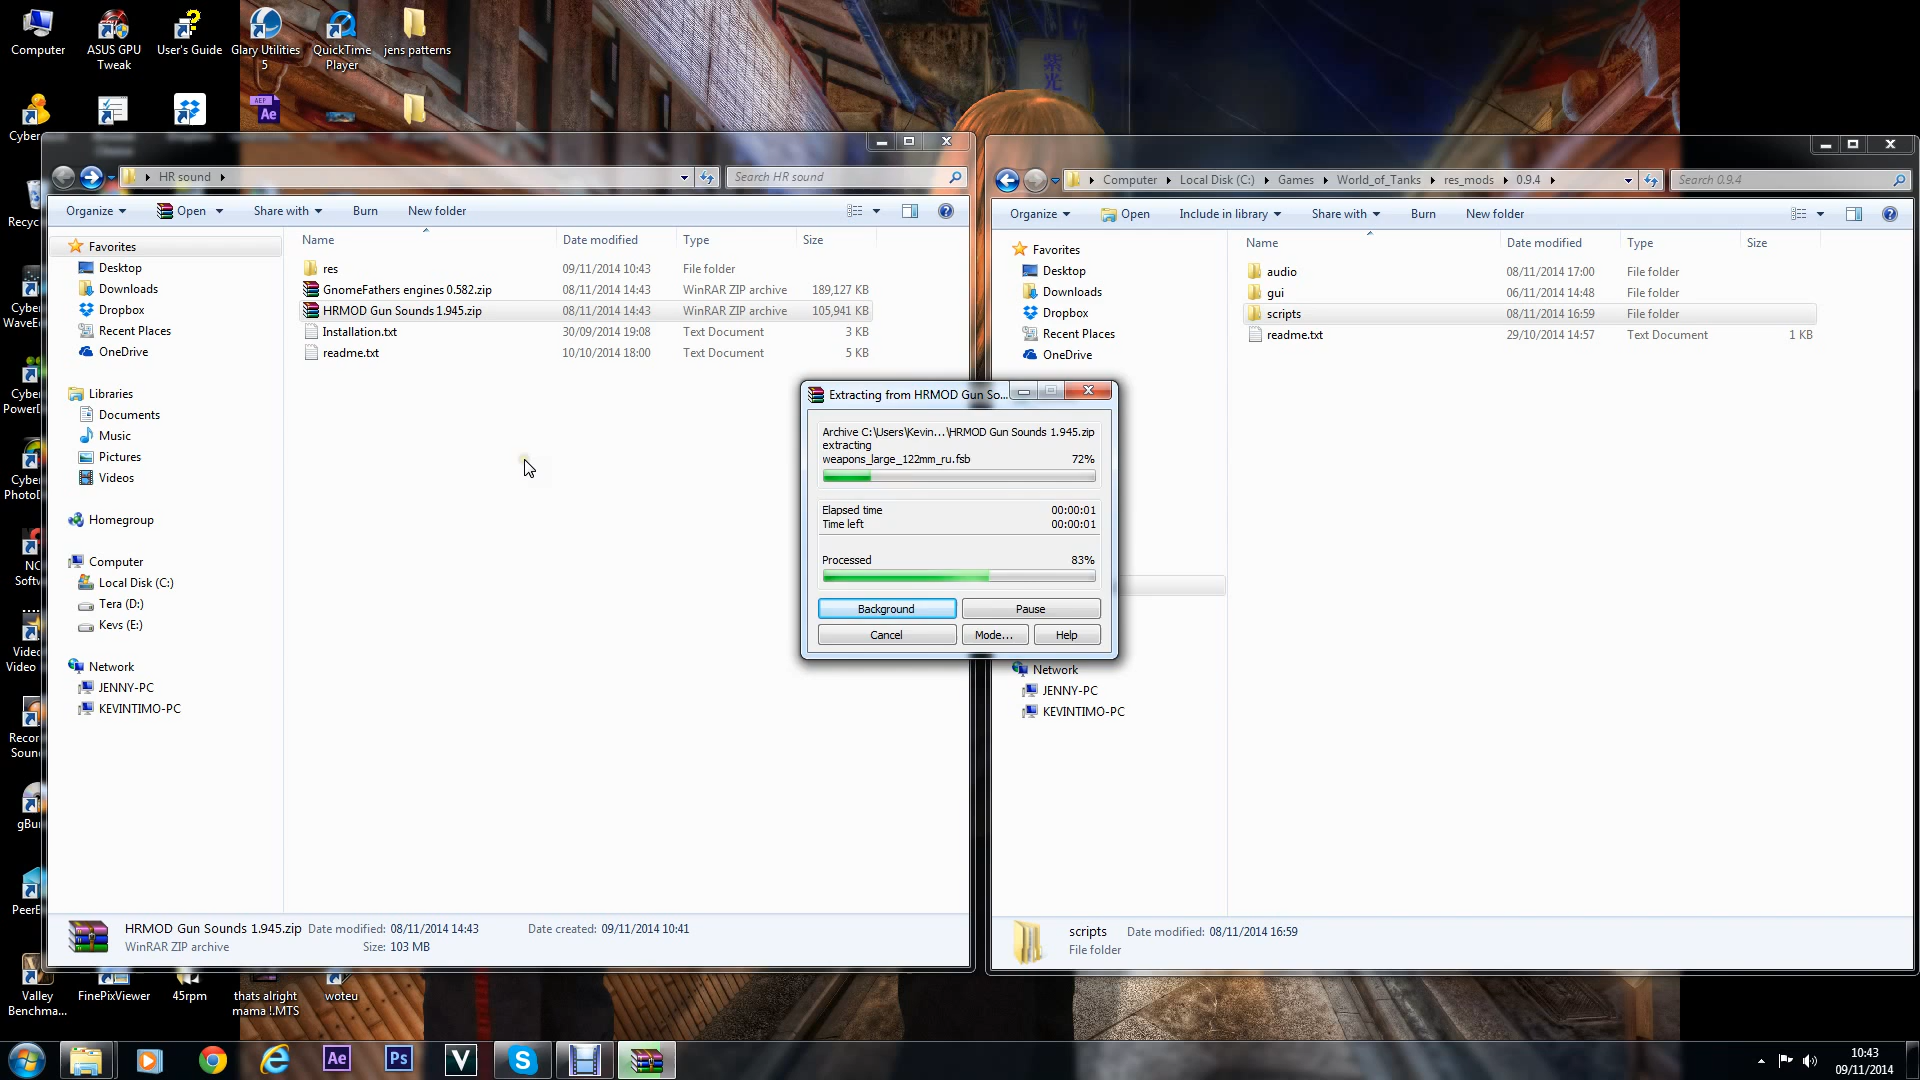 Computer
ASUS GPU Tweak
User's Guide
Glary Utilities 5
QuickTime Player
jens patterns
紫光
HR sound
Search HR sound
Organize
Open
Share with
Burn
New folder
Name
Date modified
Type
Size
Favorites
Desktop
Downloads
Dropbox
Recent Places
OneDrive
Libraries
Documents
Music
Pictures
Videos
Homegroup
Computer
Local Disk (C:)
Tera (D:)
Kevs (E:)
Network
JENNY-PC
KEVINTIMO-PC
res 09/11/2014 10:43 File folder
GnomeFathers engines 0.582.zip 08/11/2014 14:43 WinRAR ZIP archive 189,127 KB
HRMOD Gun Sounds 1.945.zip 08/11/2014 14:43 WinRAR ZIP archive 105,941 KB
Installation.txt 30/09/2014 19:08 Text Document 3 KB
readme.txt 10/10/2014 18:00 Text Document 5 KB
HRMOD Gun Sounds 1.945.zip Date modified: 08/11/2014 14:43 Date created: 09/11/2014 10:41
WinRAR ZIP archive Size: 103 MB
Extracting from HRMOD Gun So...
Archive C:\Users\Kevin...\HRMOD Gun Sounds 1.945.zip
extracting
weapons_large_122mm_ru.fsb 72%
Elapsed time 00:00:01
Time left 00:00:01
Processed 83%
Background Pause
Cancel Mode... Help
Computer Local Disk (C:) Games World_of_Tanks res_mods 0.9.4
Search 0.9.4
Organize
Open
Include in library
Share with
Burn
New folder
Name
Date modified
Type
Size
Favorites
Desktop
Downloads
Dropbox
Recent Places
OneDrive
Network
JENNY-PC
KEVINTIMO-PC
audio 08/11/2014 17:00 File folder
gui 06/11/2014 14:48 File folder
scripts 08/11/2014 16:59 File folder
readme.txt 29/10/2014 14:57 Text Document 1 KB
scripts Date modified: 08/11/2014 16:59
File folder
Cyber
Recyc
Cyber
WaveE
Cyber
PowerD
Cyber
PhotoD
NC
Softw
Video
Video
Recor
Soun
gBur
PeerB
AEF
Ae
Valley
Benchma...
FinePixViewer
45rpm
thats alright
mama !.MTS
woteu
Ae
Ps
V
S
10:43
09/11/2014